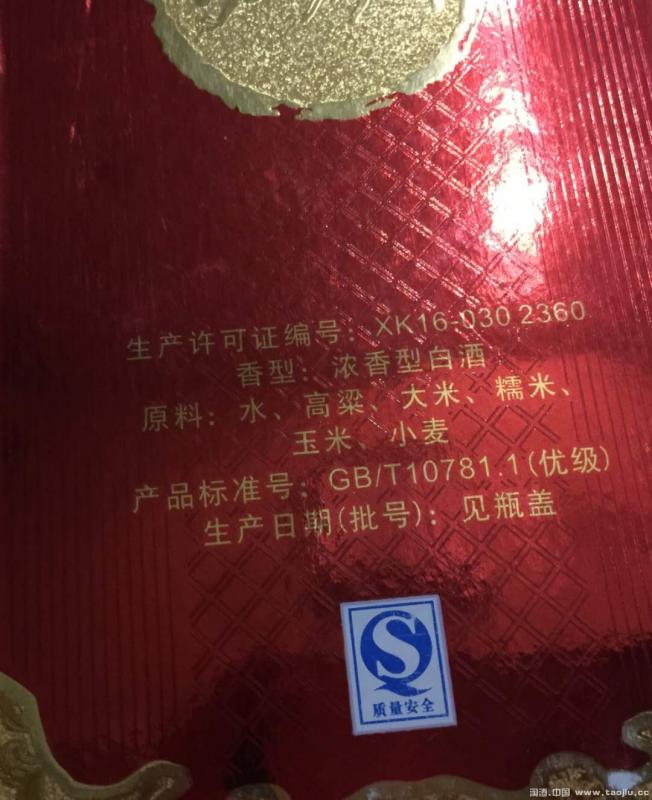 生产许可证编号：XK16-030 2360
香型：浓香型白酒
原料：水、高粱、大米、糯米、
玉米、小麦
产品标准号：GB/T10781.1(优级)
生产日期(批号)：见瓶盖
质量安全
淘酒.中国 www.taojiu.cc